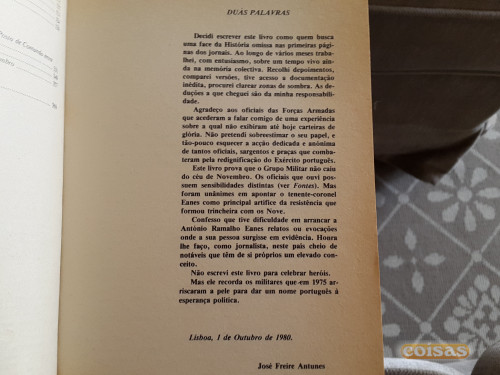 DUAS PALAVRAS
Decidi escrever este livro como quem busca
uma face da História omissa nas primeiras pági-
nas dos jornais. Ao longo de vários meses traba-
lhei, com entusiasmo, sobre um tempo vivo ain-
da na memória colectiva. Recolhi depoimentos,
comparei versões, tive acesso a documentação
inédita, procurei clarear zonas de sombra. As de-
duções a que cheguei são da minha responsabili-
dade.
Agradeço aos oficiais das Forças Armadas
que acederam a falar comigo de uma experiência
sobre a qual não exibiram até hoje carteiras de
glória. Não pretendi sobreestimar o seu papel, e
tão-pouco esquecer a acção dedicada e anónima
de tantos oficiais, sargentos e praças que comba-
teram pela redignificação do Exército português.
Este livro prova que o Grupo Militar não caiu
do céu de Novembro. Os oficiais que ouvi pos-
suem sensibilidades distintas (ver Fontes). Mas
foram unânimes em apontar o tenente-coronel
Eanes como principal artífice da resistência que
formou trincheira com os Nove.
Confesso que tive dificuldade em arrancar a
António Ramalho Eanes relatos ou evocações
onde a sua pessoa surgisse em evidência. Honra
lhe faço, como jornalista, neste país cheio de
notáveis que têm de si próprios um elevado con-
ceito.
Não escrevi este livro para celebrar heróis.
Mas ele recorda os militares que em 1975 ar-
riscaram a pele para dar um nome português à
esperança política.
Lisboa, 1 de Outubro de 1980.
José Freire Antunes
coisas